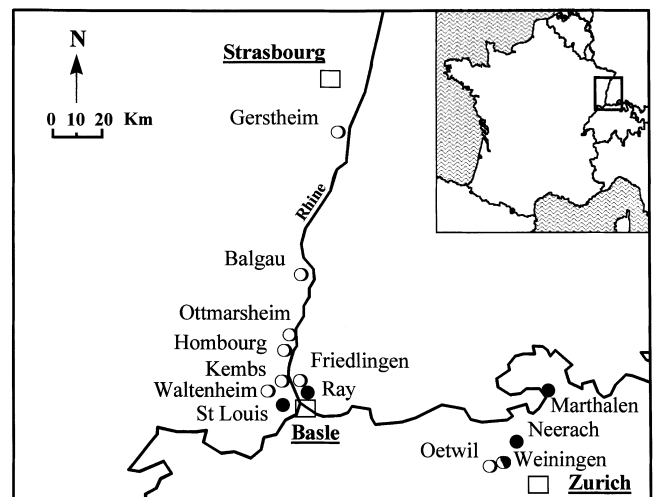 N
Strasbourg
0 10 20 Km
Gerstheim
Rhine
Balgau
Ottmarsheim
Hombourg
Kembs
Friedlingen
Waltenheim
Ray
St Louis
Marthalen
Basle
Neerach
Oetwil
Weiningen
Zurich